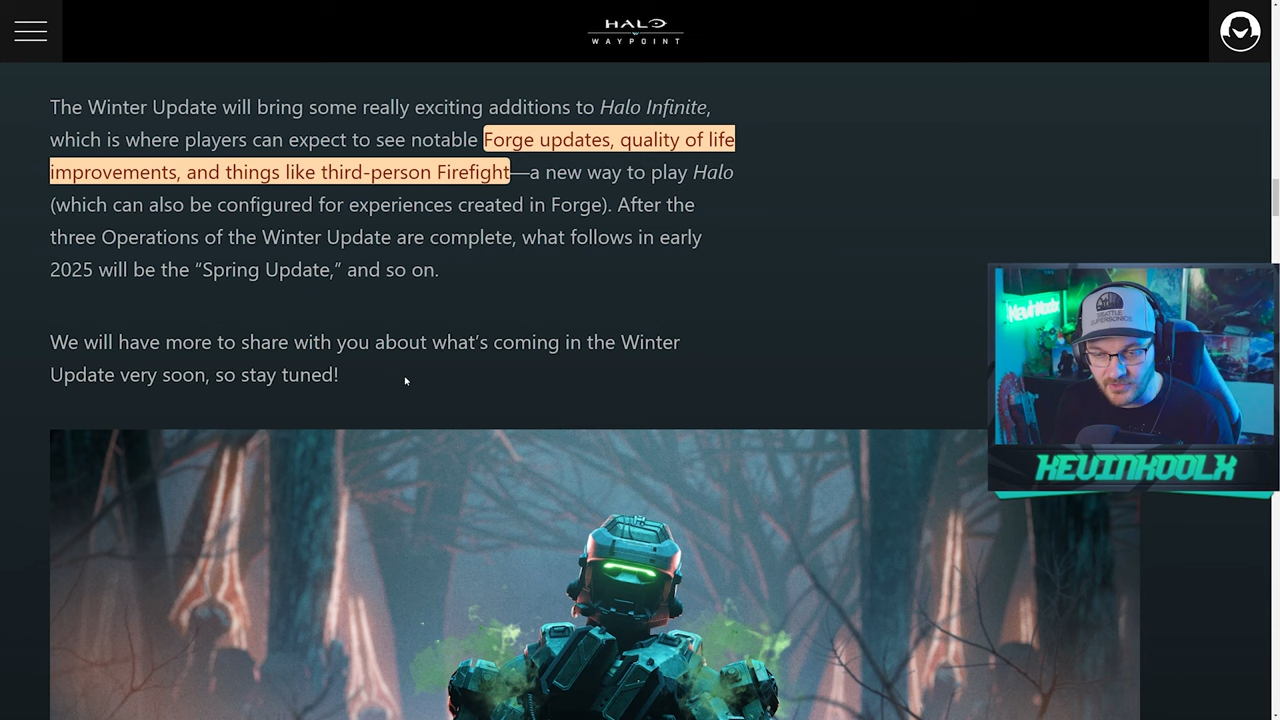 HALO
WAYPOINT
The Winter Update will bring some really exciting additions to Halo Infinite,
which is where players can expect to see notable Forge updates, quality of life
improvements, and things like third-person Firefight—a new way to play Halo
(which can also be configured for experiences created in Forge). After the
three Operations of the Winter Update are complete, what follows in early
2025 will be the “Spring Update,” and so on.
We will have more to share with you about what’s coming in the Winter
Update very soon, so stay tuned!
KevinKoolx
SEATTLE
SUPERSONICS
KEVINKOOLX